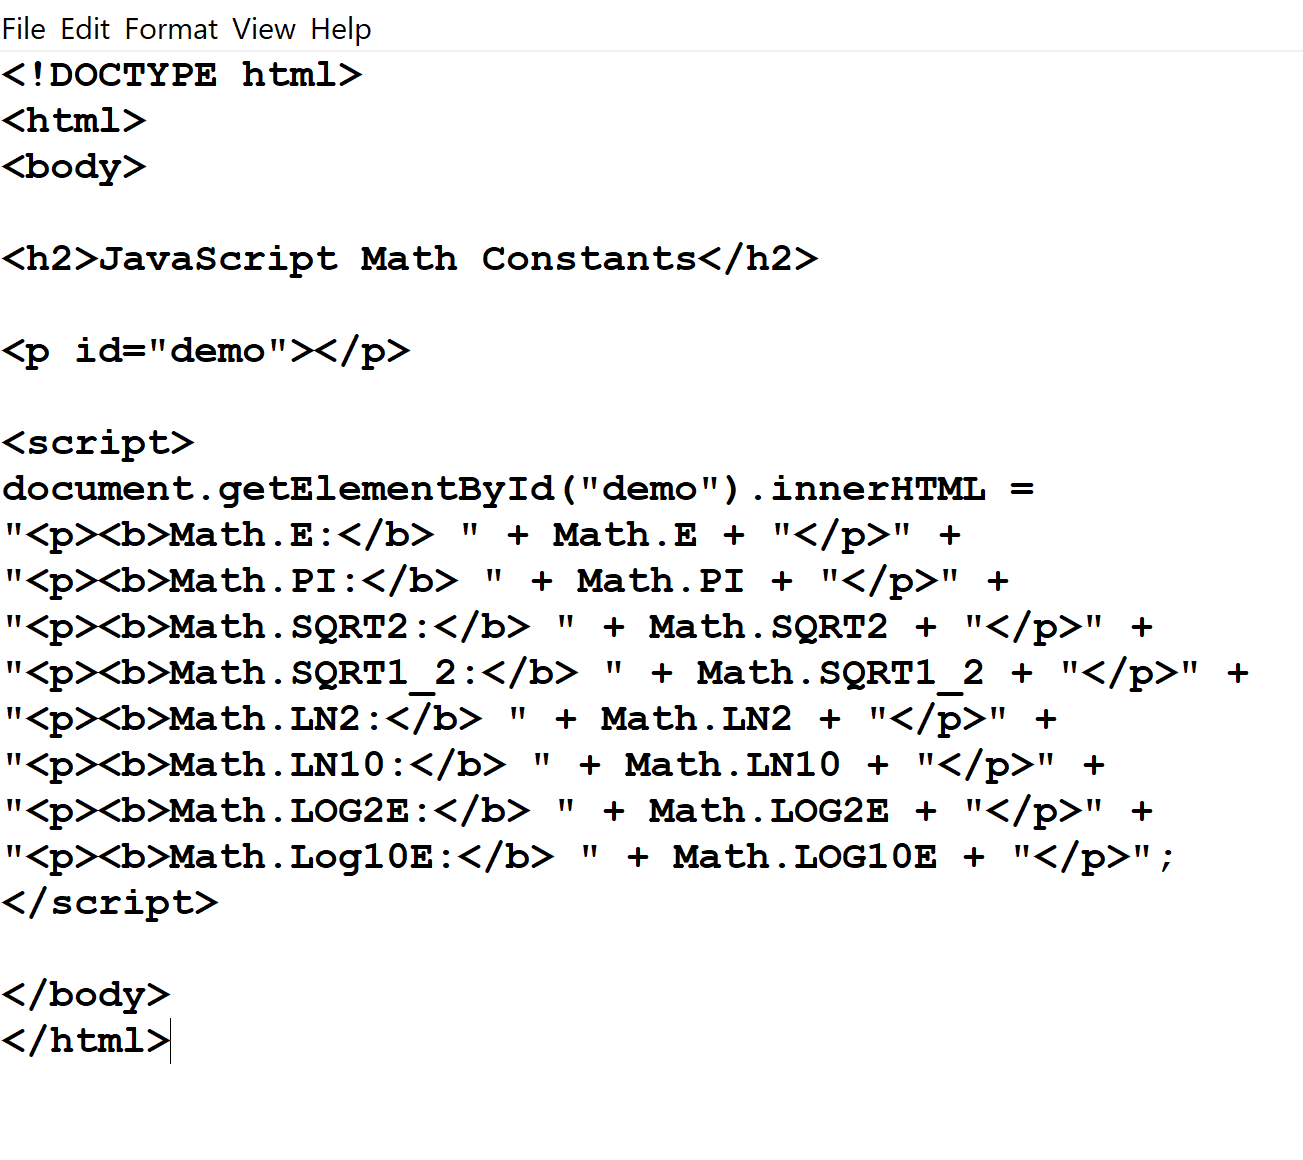 File Edit Format View Help
<!DOCTYPE html>
<html>
<body>
<h2>JavaScript Math Constants</h2>
<p id="demo"></p>
<script>
document.getElementById("demo").innerHTML =
"<p><b>Math.E:</b> " + Math.E + "</p>" +
"<p><b>Math.PI:</b> " + Math.PI + "</p>" +
"<p><b>Math.SQRT2:</b> " + Math.SQRT2 + "</p>" +
"<p><b>Math.SQRT1_2:</b> " + Math.SQRT1_2 + "</p>" +
"<p><b>Math.LN2:</b> " + Math.LN2 + "</p>" +
"<p><b>Math.LN10:</b> " + Math.LN10 + "</p>" +
"<p><b>Math.LOG2E:</b> " + Math.LOG2E + "</p>" +
"<p><b>Math.Log10E:</b> " + Math.LOG10E + "</p>";
</script>
</body>
</html>